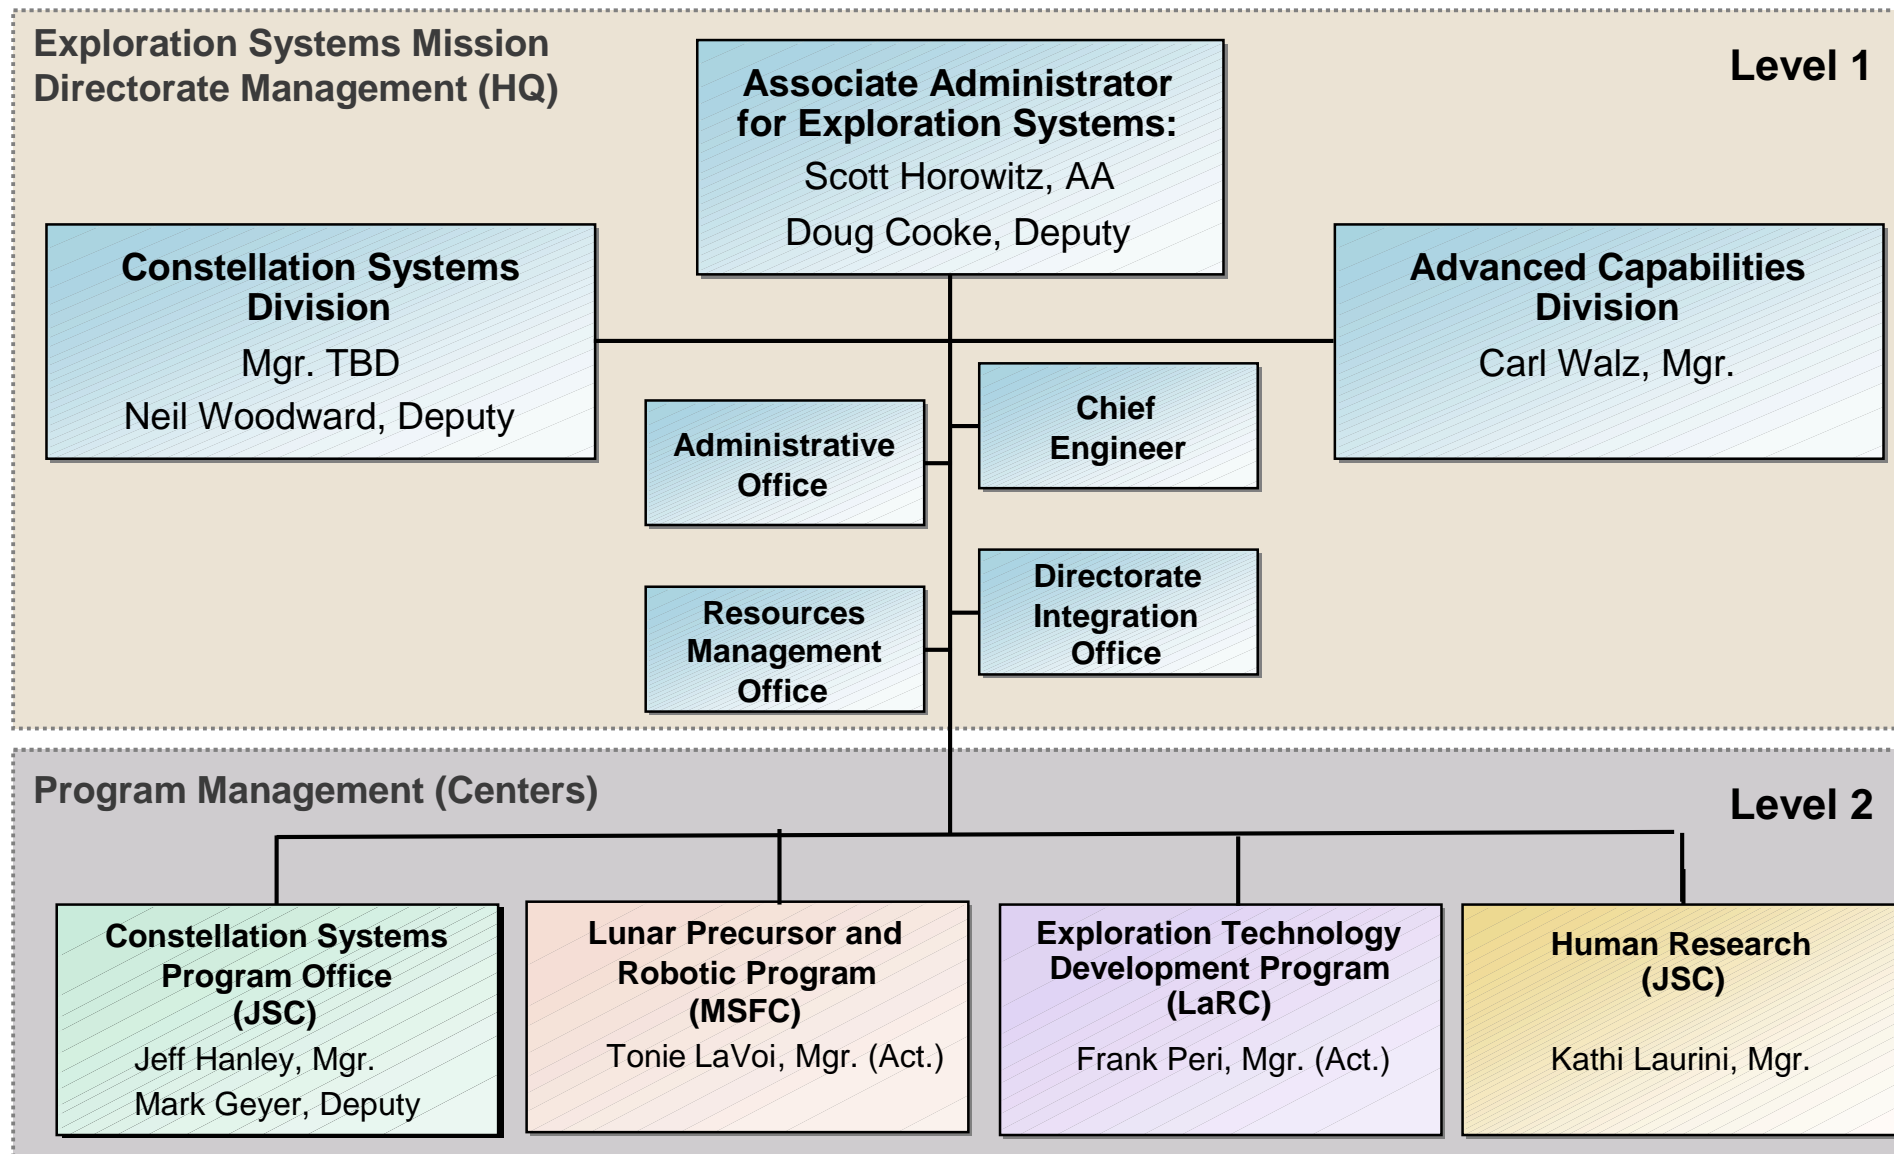 Exploration Systems Mission
Directorate Management (HQ)
Level 1
Associate Administrator
for Exploration Systems:
Scott Horowitz, AA
Doug Cooke, Deputy
Constellation Systems
Division
Mgr. TBD
Neil Woodward, Deputy
Advanced Capabilities
Division
Carl Walz, Mgr.
Administrative
Office
Chief
Engineer
Resources
Management
Office
Directorate
Integration
Office
Program Management (Centers)
Level 2
Constellation Systems
Program Office
(JSC)
Jeff Hanley, Mgr.
Mark Geyer, Deputy
Lunar Precursor and
Robotic Program
(MSFC)
Tonie LaVoi, Mgr. (Act.)
Exploration Technology
Development Program
(LaRC)
Frank Peri, Mgr. (Act.)
Human Research
(JSC)
Kathi Laurini, Mgr.